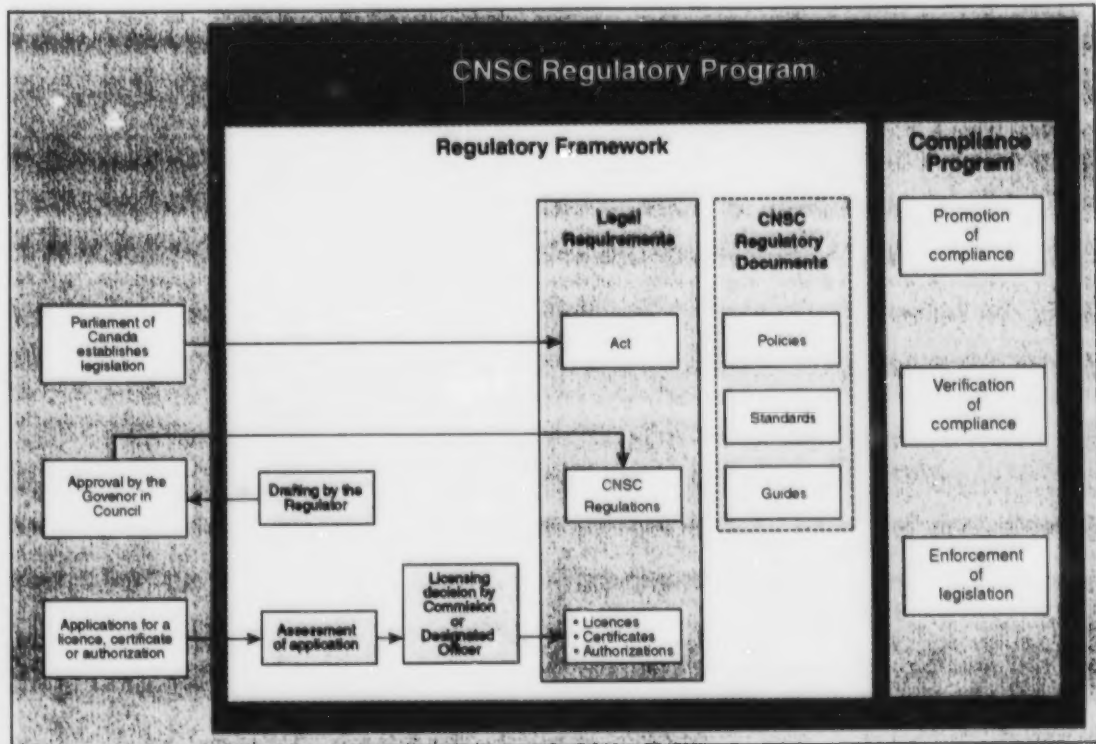 CNSC Regulatory Program
Regulatory Framework
Compliance
Program
Legal
Requirements
CNSC
Regulatory
Documents
Promotion
of
compliance
Parliament of
Canada
establishes
legislation
Act
Policies
Verification
of
compliance
Standards
Approval by the
Govenor in
Council
Drafting by the
Regulator
CNSC
Regulations
Guides
Enforcement
of
legislation
Applications for a
licence, certificate
or authorization
Assessment
of application
Licensing
decision by
Commision
or
Designated
Officer
• Licences
• Certificates
• Authorizations